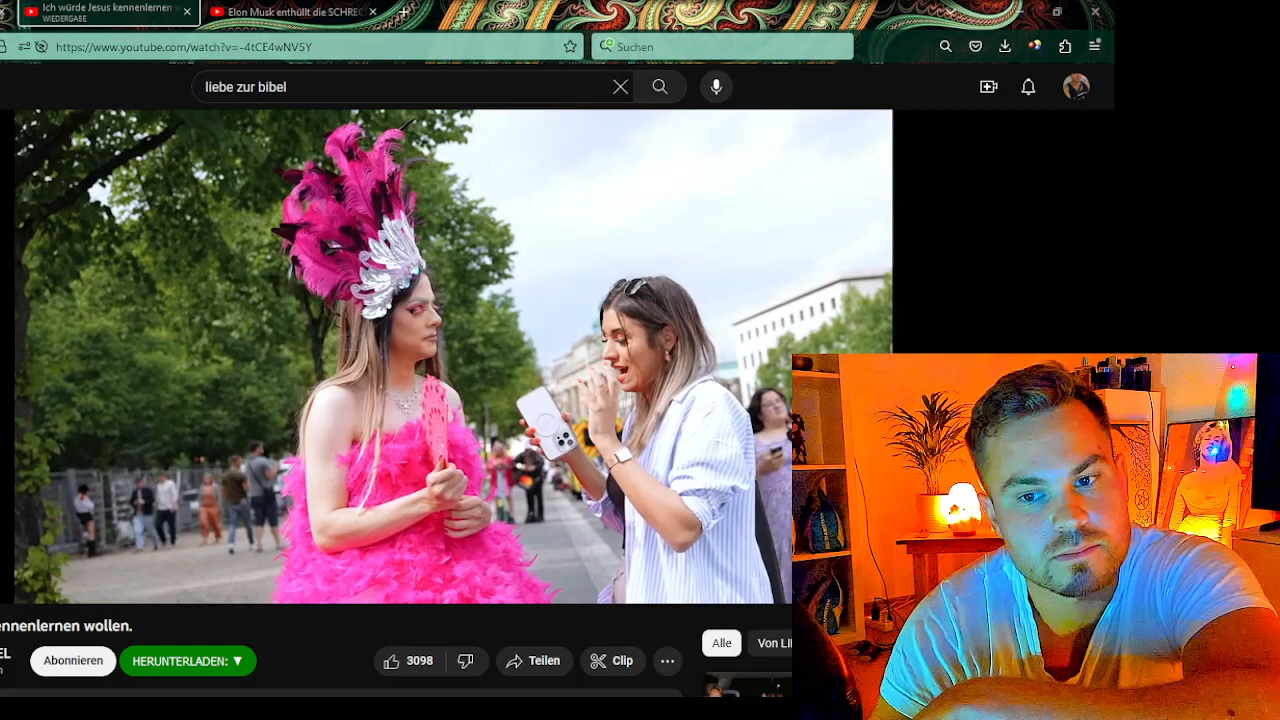 Ich würde Jesus kennenlernen
WIEDERGABE
Elon Musk enthüllt die SCHREC
https://www.youtube.com/watch?v=-4tCE4wNV5Y
Suchen
liebe zur bibel
ennenlernen wollen.
EL
Abonnieren
HERUNTERLADEN: ▼
3098
Teilen
Clip
Alle
Von LI